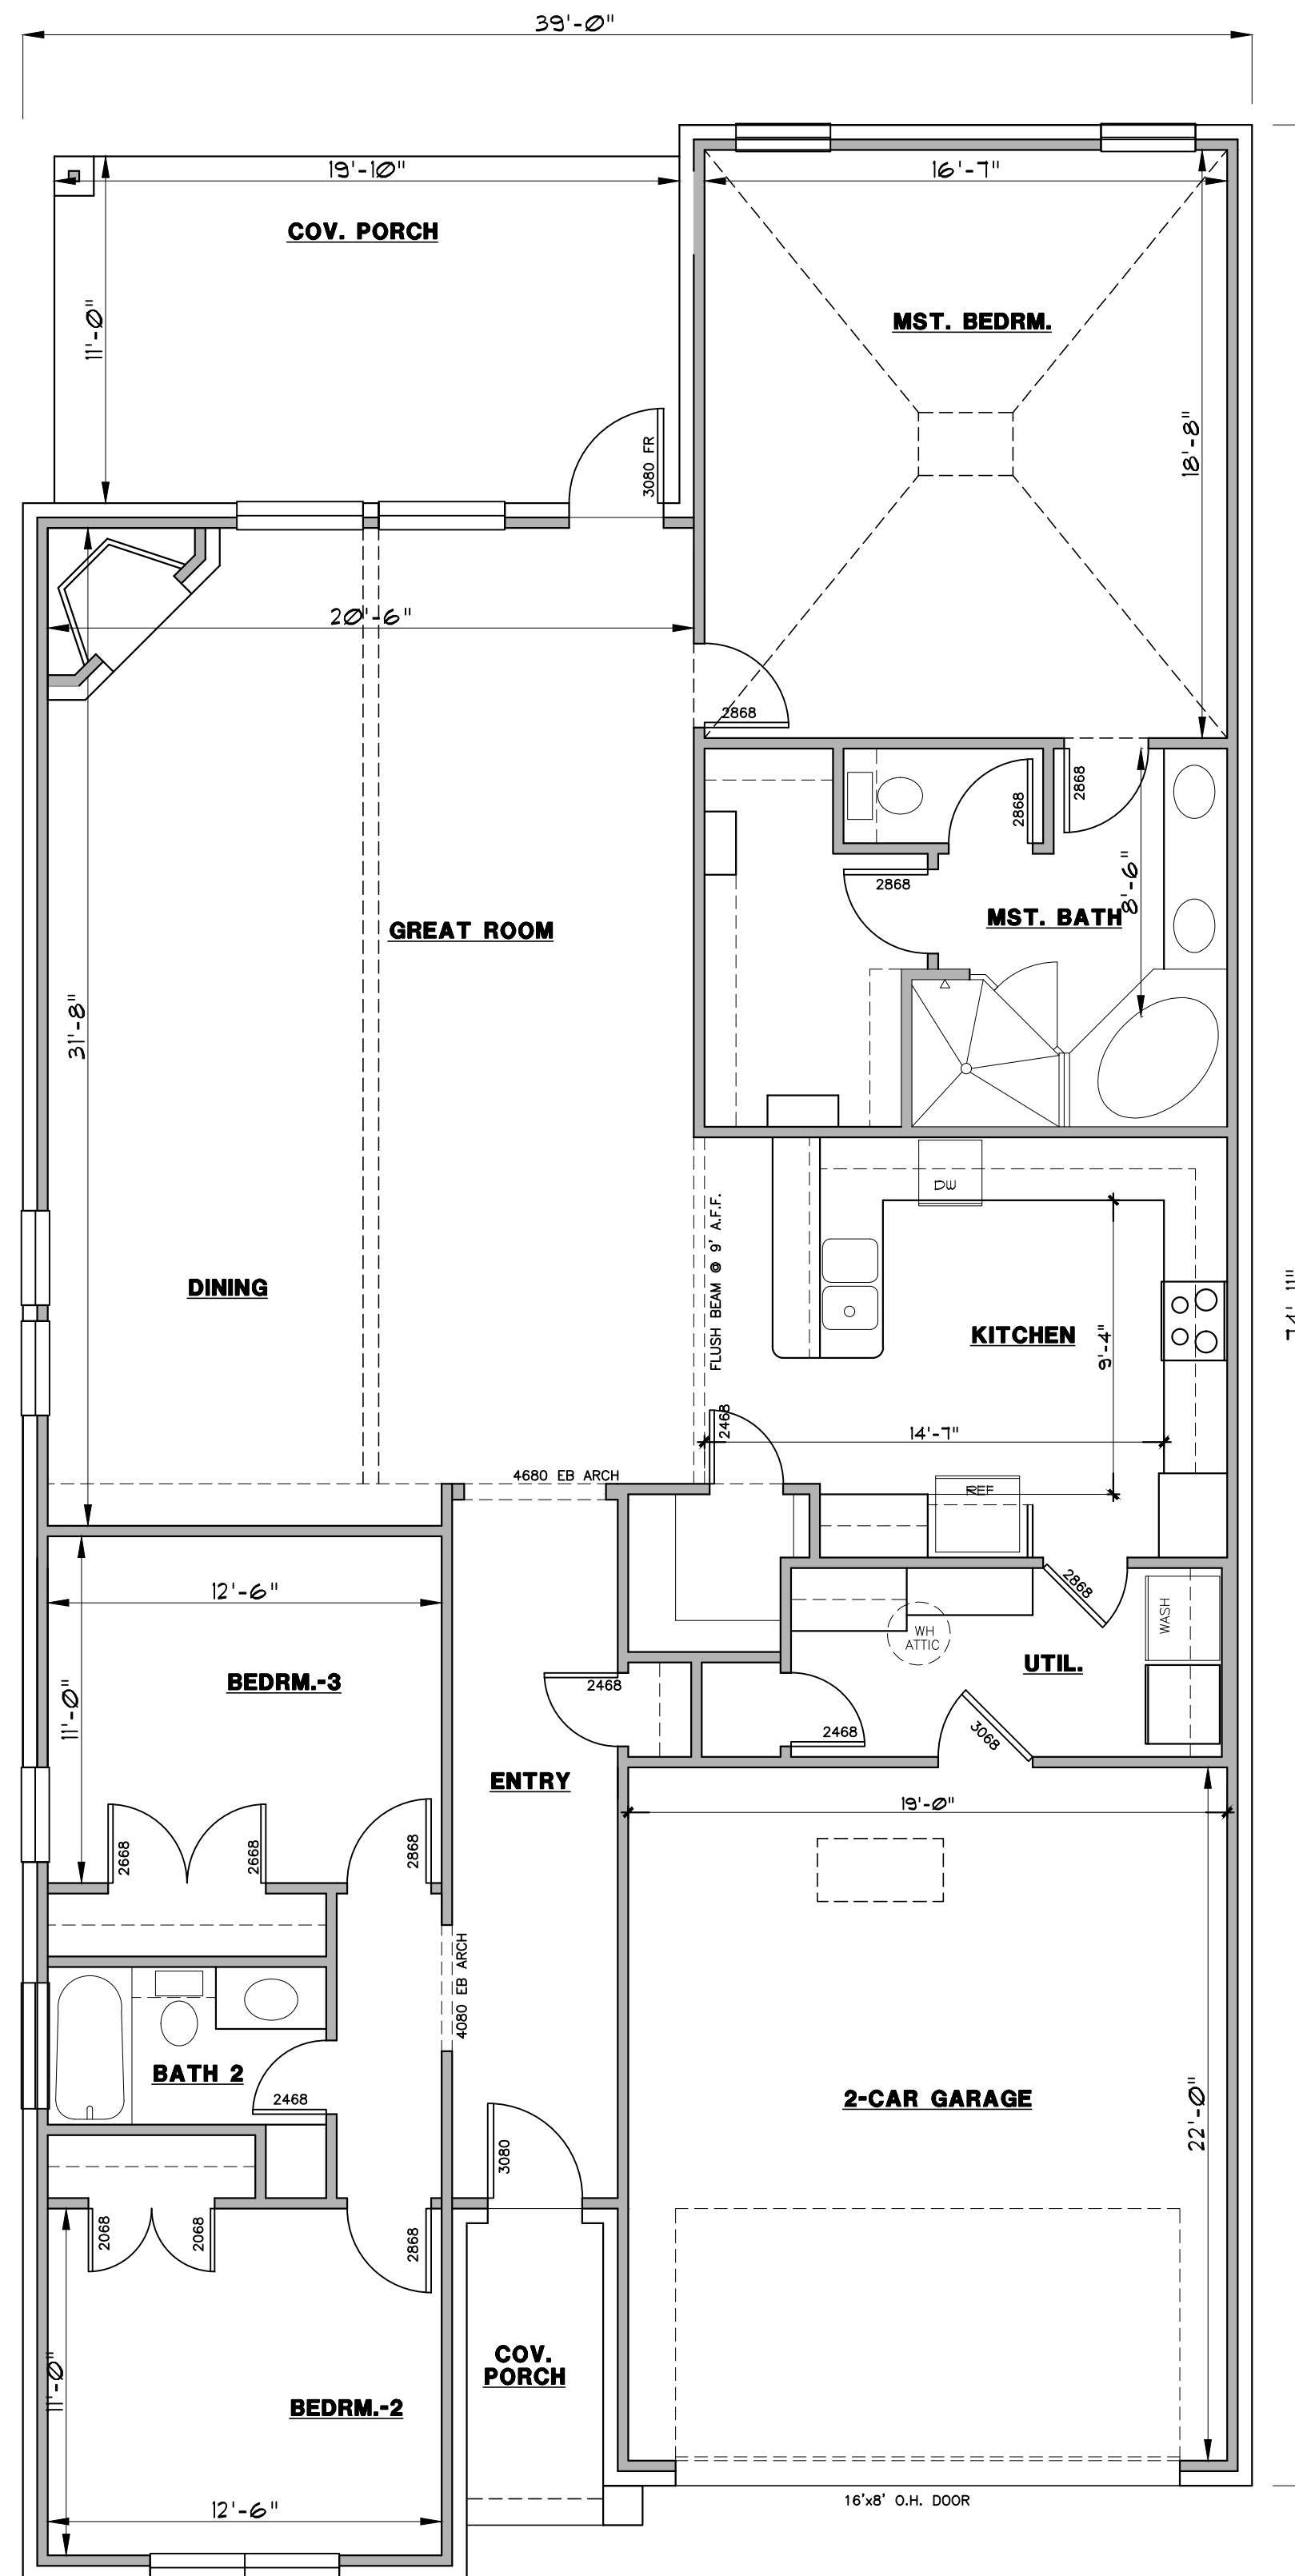 39'-0"
19'-10"
16'-7"
COV. PORCH
11'-0"
MST. BEDRM.
18'-8"
3080 FR
20'-6"
2868
2868
2868
2868
8'-6"
MST. BATH
GREAT ROOM
31'-8"
DW
FLUSH BEAM @ 9' A.F.F.
DINING
KITCHEN
9'-4"
74' 11"
2468
14'-7"
4680 EB ARCH
REF
12'-6"
2868
WASH
WH
ATTIC
UTIL.
BEDRM.-3
11'-0"
2468
2468
3068
ENTRY
19'-0"
2668
2668
2868
4080 EB ARCH
BATH 2
2468
2-CAR GARAGE
22'-0"
3080
2068
2068
2868
COV.
PORCH
11'-0"
BEDRM.-2
12'-6"
16'x8' O.H. DOOR